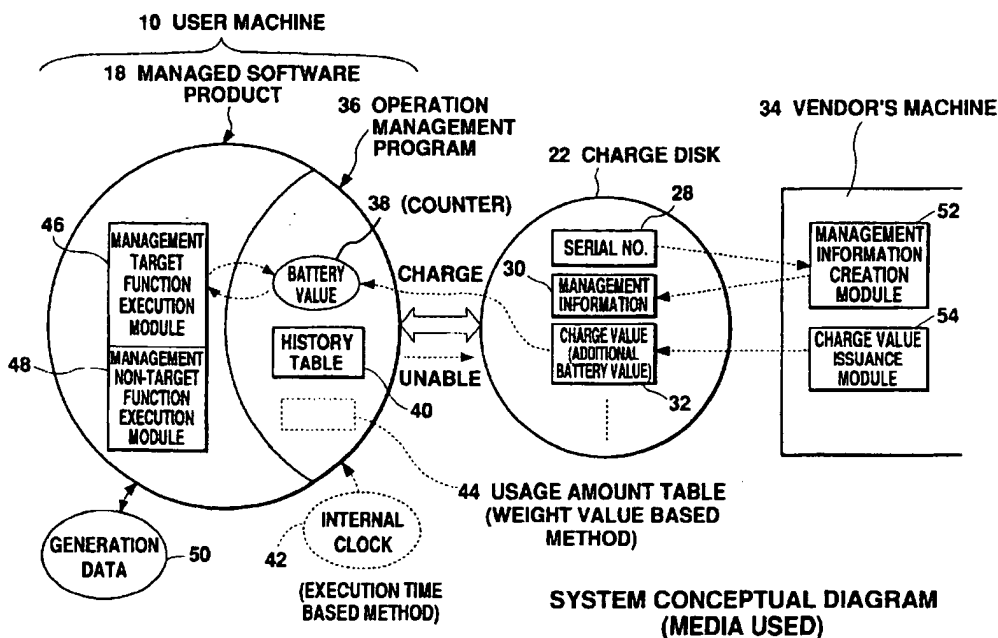 10 USER MACHINE
18 MANAGED SOFTWARE
PRODUCT
36 OPERATION
MANAGEMENT
PROGRAM
34 VENDOR'S MACHINE
22 CHARGE DISK
38 (COUNTER)
28
52
46
MANAGEMENT
TARGET
FUNCTION
EXECUTION
MODULE
BATTERY
VALUE
CHARGE
SERIAL NO.
30
MANAGEMENT
INFORMATION
MANAGEMENT
INFORMATION
CREATION
MODULE
54
48
MANAGEMENT
NON-TARGET
FUNCTION
EXECUTION
MODULE
HISTORY
TABLE
UNABLE
CHARGE VALUE
(ADDITIONAL
BATTERY VALUE)
CHARGE VALUE
ISSUANCE
MODULE
40
32
44 USAGE AMOUNT TABLE
(WEIGHT VALUE BASED
METHOD)
GENERATION
DATA
50
42
INTERNAL
CLOCK
(EXECUTION TIME
BASED METHOD)
SYSTEM CONCEPTUAL DIAGRAM
(MEDIA USED)